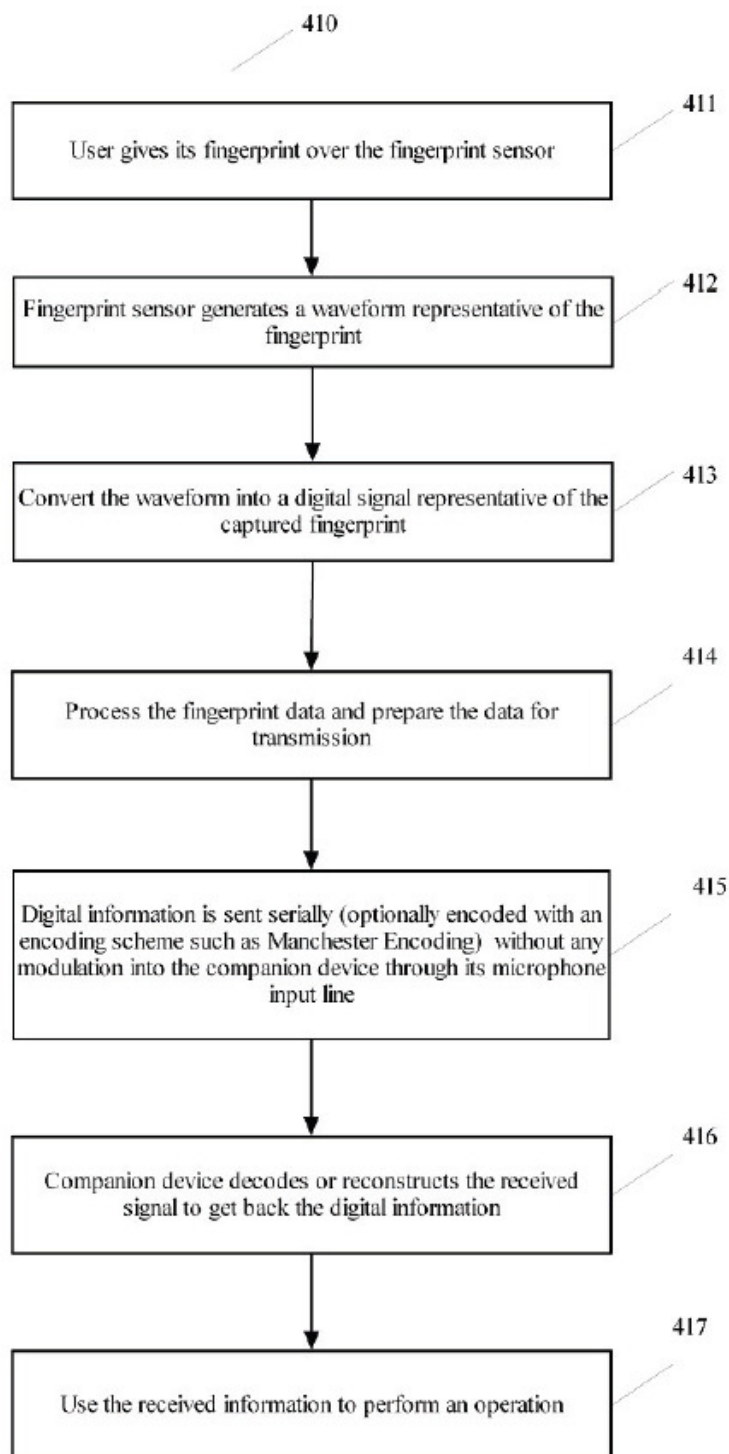 410
411
User gives its fingerprint over the fingerprint sensor
412
Fingerprint sensor generates a waveform representative of the
fingerprint
413
Convert the waveform into a digital signal representative of the
captured fingerprint
414
Process the fingerprint data and prepare the data for
transmission
415
Digital information is sent serially (optionally encoded with an
encoding scheme such as Manchester Encoding) without any
modulation into the companion device through its microphone
input line
416
Companion device decodes or reconstructs the received
signal to get back the digital information
417
Use the received information to perform an operation